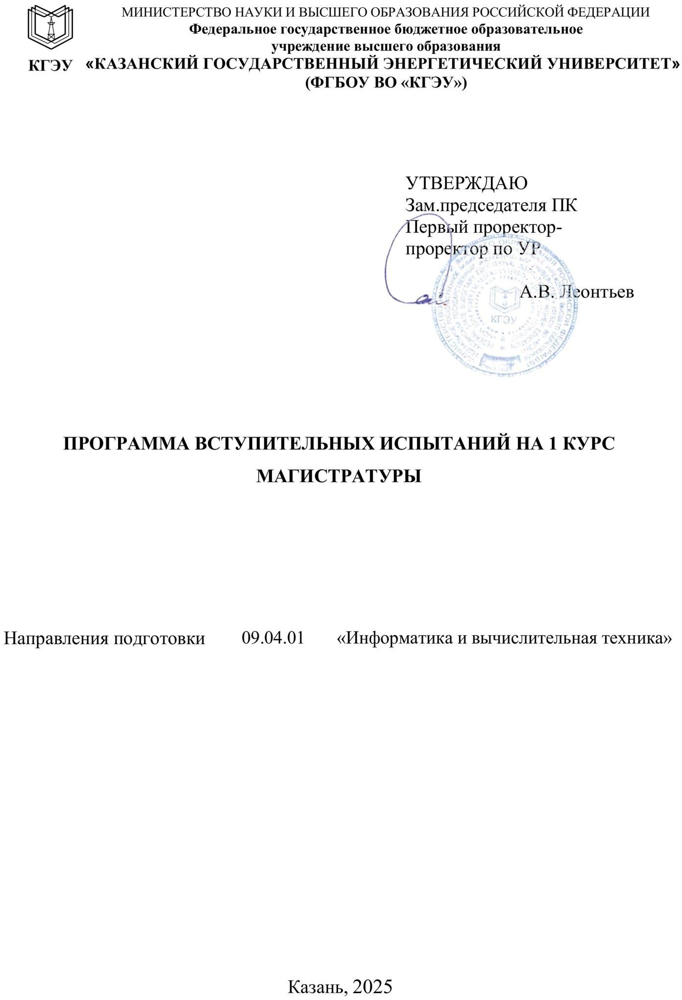 МИНИСТЕРСТВО НАУКИ И ВЫСШЕГО ОБРАЗОВАНИЯ РОССИЙСКОЙ ФЕДЕРАЦИИ
Федеральное государственное бюджетное образовательное
учреждение высшего образования
КГЭУ «КАЗАНСКИЙ ГОСУДАРСТВЕННЫЙ ЭНЕРГЕТИЧЕСКИЙ УНИВЕРСИТЕТ»
(ФГБОУ ВО «КГЭУ»)
УТВЕРЖДАЮ
Зам.председателя ПК
Первый проректор-
проректор по УР
А.В. Леонтьев
КГЭУ
ПРОГРАММА ВСТУПИТЕЛЬНЫХ ИСПЫТАНИЙ НА 1 КУРС
МАГИСТРАТУРЫ
Направления подготовки 09.04.01 «Информатика и вычислительная техника»
Казань, 2025